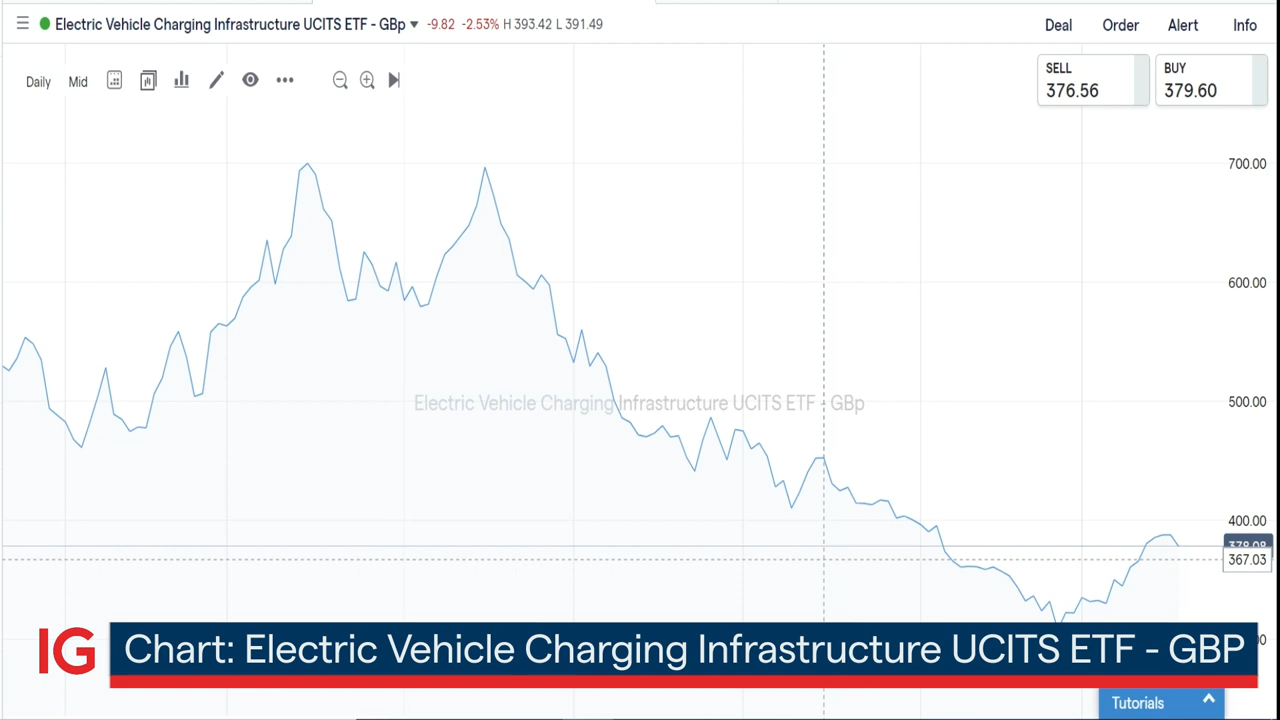 Electric Vehicle Charging Infrastructure UCITS ETF - GBp -9.82 -2.53% H 393.42 L 391.49
Deal Order Alert Info
Daily Mid
SELL
376.56
BUY
379.60
700.00
600.00
Electric Vehicle Charging Infrastructure UCITS ETF - GBp
500.00
400.00
378.08
367.03
IG
Chart: Electric Vehicle Charging Infrastructure UCITS ETF - GBP
Tutorials